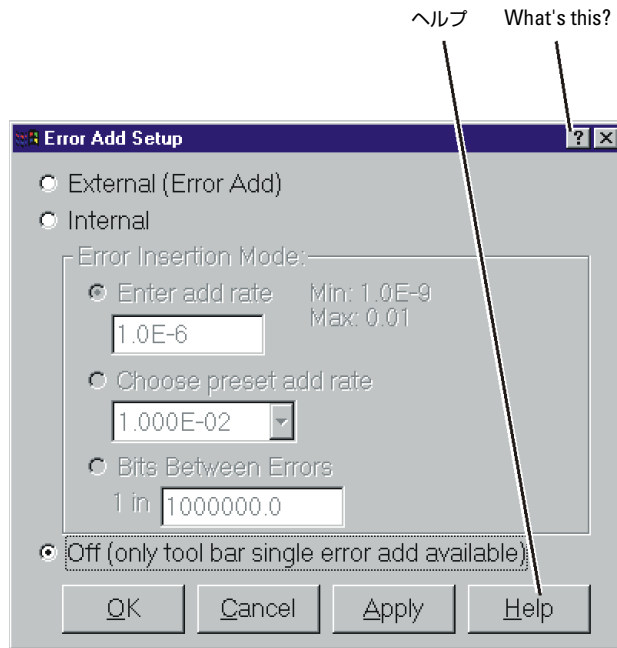 ヘルプ What's this?
Error Add Setup
External (Error Add)
Internal
Error Insertion Mode:
Enter add rate Min: 1.0E-9
Max: 0.01
1.0E-6
Choose preset add rate
1.000E-02
Bits Between Errors
1 in 1000000.0
Off (only tool bar single error add available)
OK Cancel Apply Help